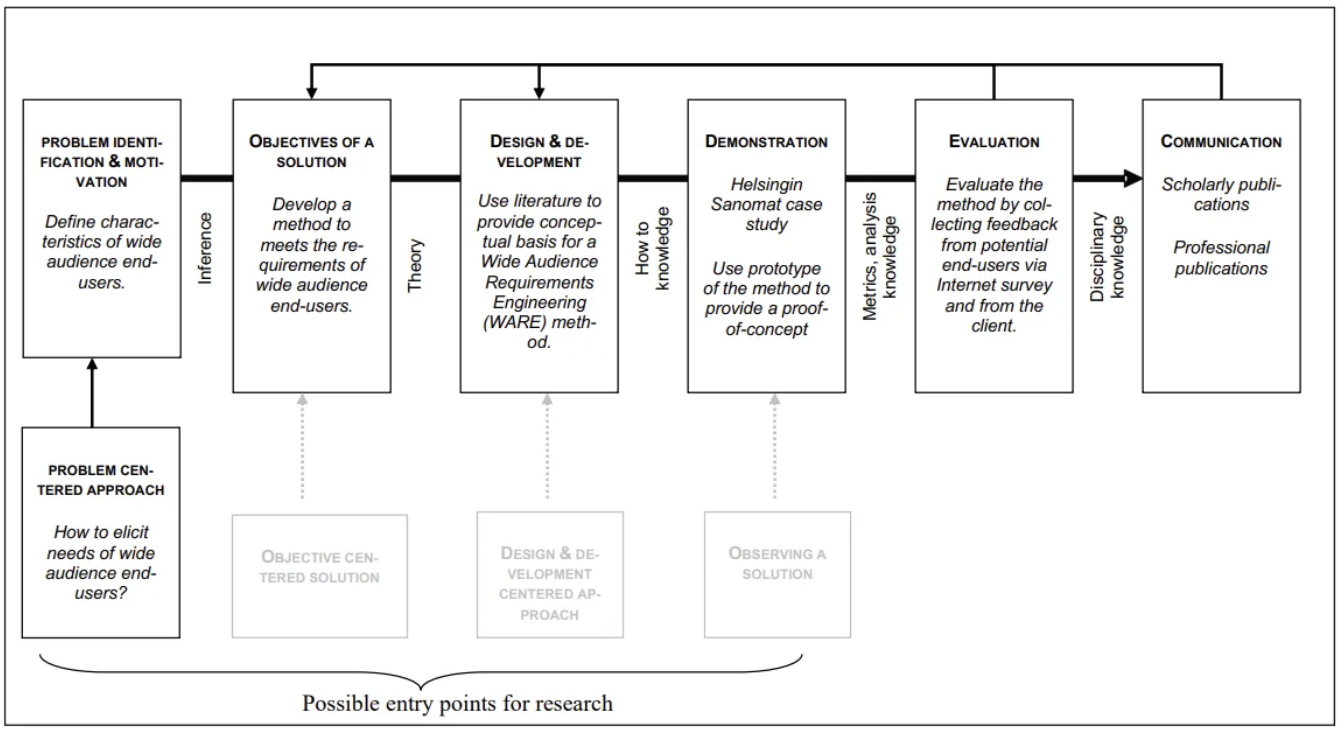 PROBLEM IDENTI-
FICATION & MOTI-
VATION
Define charac-
teristics of wide
audience end-
users.
Inference
OBJECTIVES OF A
SOLUTION
Develop a
method to
meets the re-
quirements of
wide audience
end-users.
Theory
DESIGN & DE-
VELOPMENT
Use literature to
provide concep-
tual basis for a
Wide Audience
Requirements
Engineering
(WARE) meth-
od.
How to
knowledge
DEMONSTRATION
Helsingin
Sanomat case
study
Use prototype
of the method to
provide a proof-
of-concept
Metrics, analysis
knowledge
EVALUATION
Evaluate the
method by col-
lecting feedback
from potential
end-users via
Internet survey
and from the
client.
Disciplinary
knowledge
COMMUNICATION
Scholarly publi-
cations
Professional
publications
PROBLEM CEN-
TERED APPROACH
How to elicit
needs of wide
audience end-
users?
OBJECTIVE CEN-
TERED SOLUTION
DESIGN & DE-
VELOPMENT
CENTERED AP-
PROACH
OBSERVING A
SOLUTION
Possible entry points for research